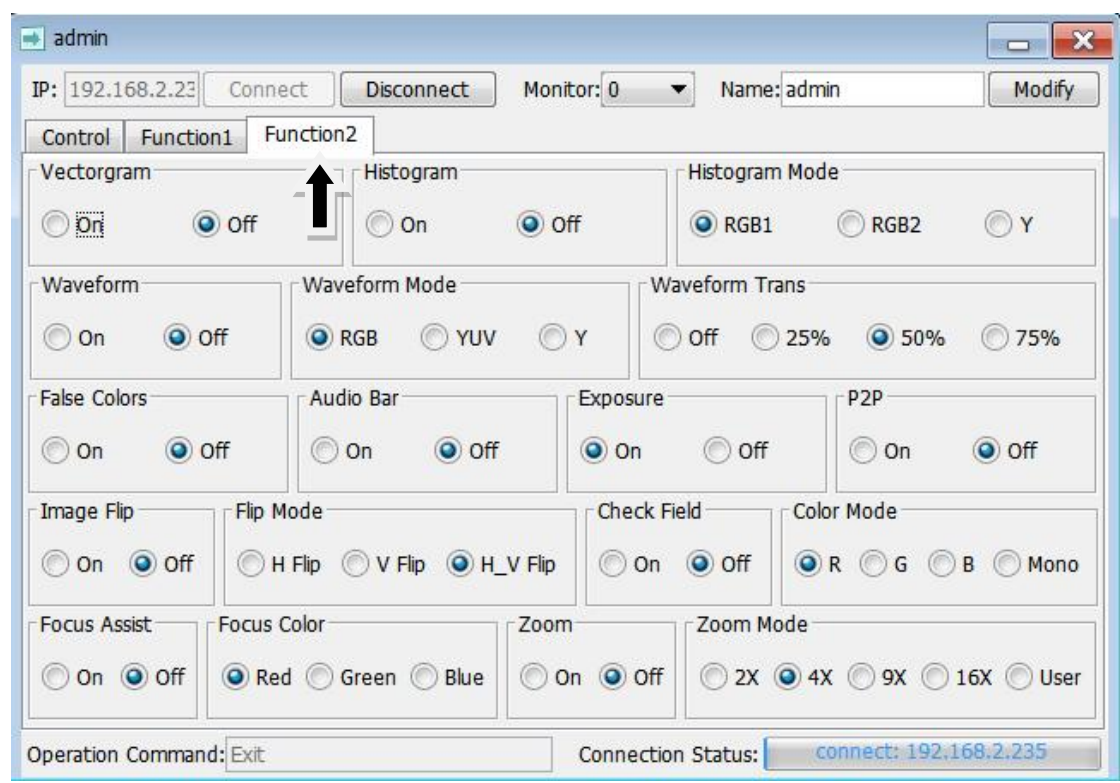 admin
IP: 192.168.2.23 Connect Disconnect Monitor: 0 Name: admin Modify
Control Function1 Function2
Vectorgram Histogram Histogram Mode
On Off On Off RGB1 RGB2 Y
Waveform Waveform Mode Waveform Trans
On Off RGB YUV Y Off 25% 50% 75%
False Colors Audio Bar Exposure P2P
On Off On Off On Off On Off
Image Flip Flip Mode Check Field Color Mode
On Off H Flip V Flip H_V Flip On Off R G B Mono
Focus Assist Focus Color Zoom Zoom Mode
On Off Red Green Blue On Off 2X 4X 9X 16X User
Operation Command: Exit Connection Status: connect: 192.168.2.235